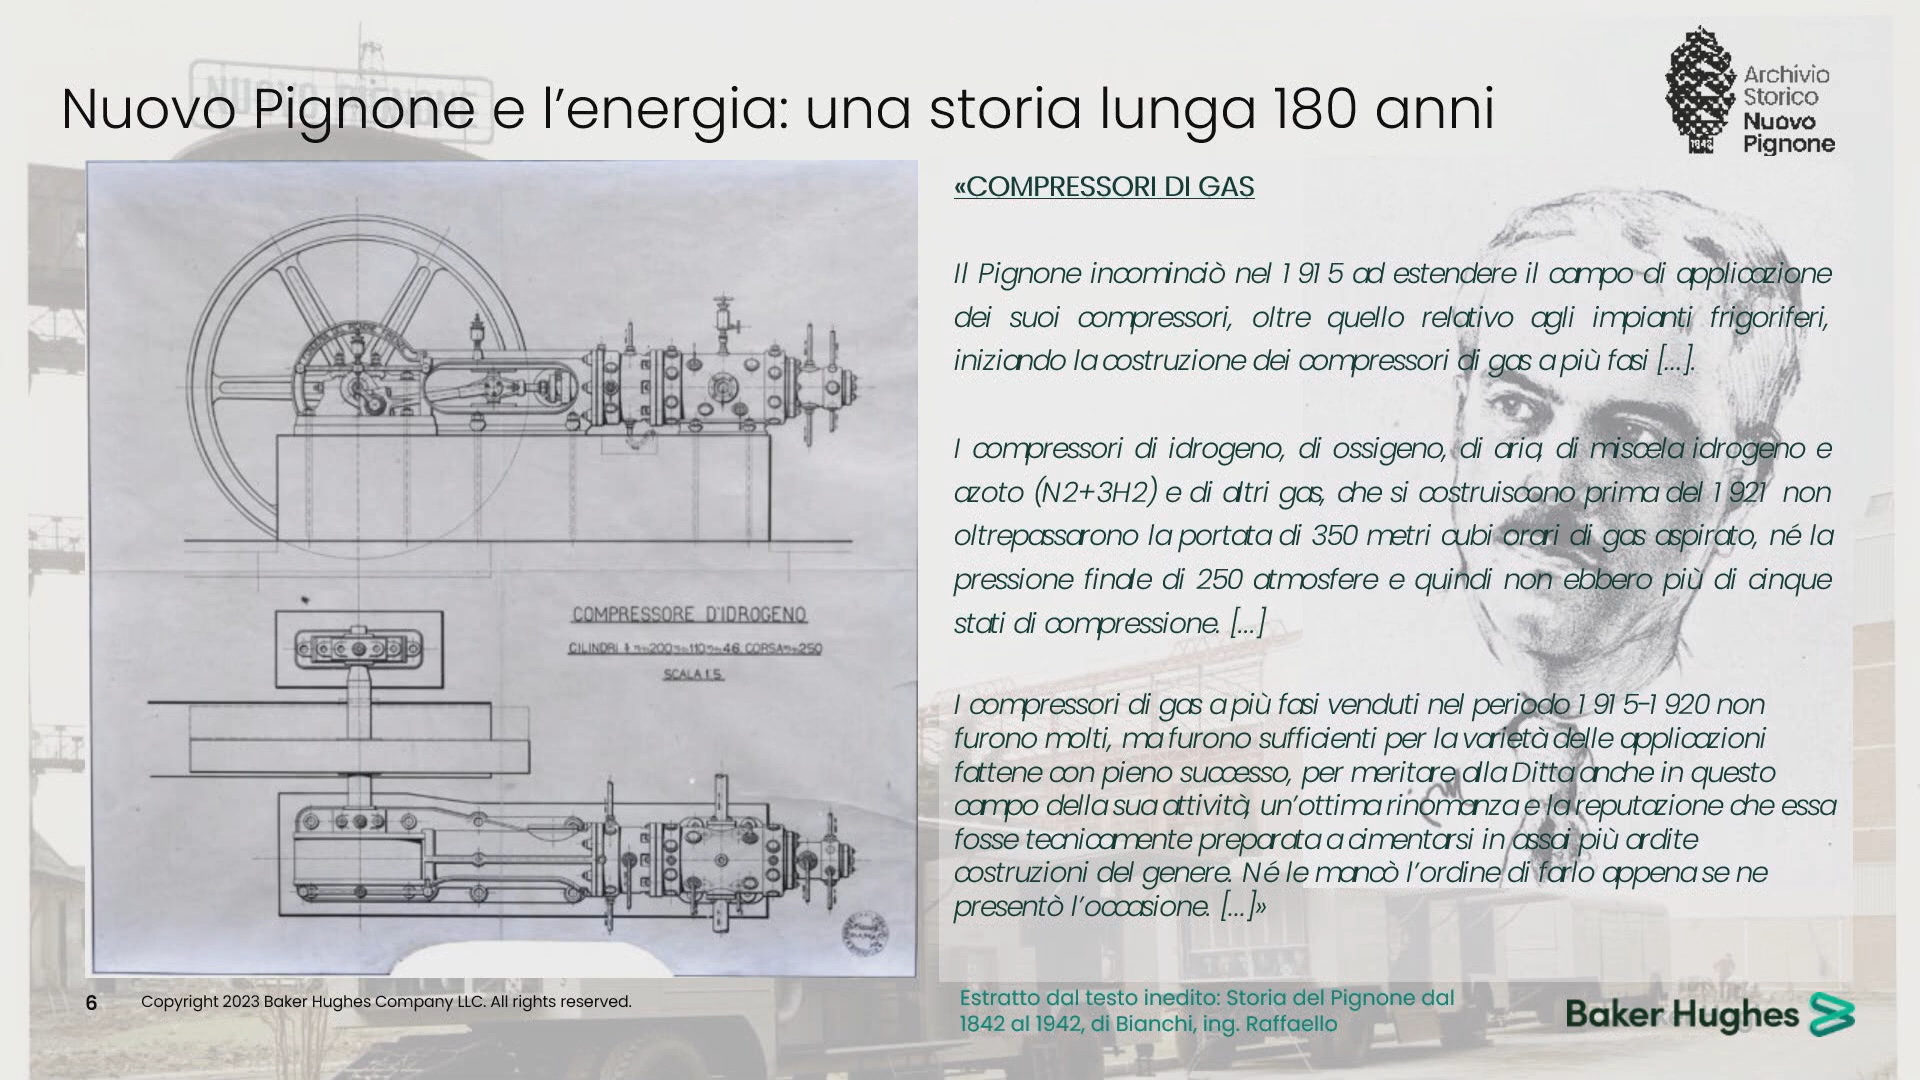 NUOVO PIGNONE
Nuovo Pignone e l’energia: una storia lunga 180 anni
Archivio
Storico
Nuovo
Pignone
1842
«COMPRESSORI DI GAS
Il Pignone incominciò nel 1915 ad estendere il campo di applicazione
dei suoi compressori, oltre quello relativo agli impianti frigoriferi,
iniziando la costruzione dei compressori di gas a più fasi [...].
I compressori di idrogeno, di ossigeno, di aria, di miscela idrogeno e
azoto (N2+3H2) e di altri gas, che si costruiscono prima del 1921 non
oltrepassarono la portata di 350 metri cubi orari di gas aspirato, né la
pressione finale di 250 atmosfere e quindi non ebbero più di cinque
stati di compressione. [...]
I compressori di gas a più fasi venduti nel periodo 1915-1920 non
furono molti, ma furono sufficienti per la varietà delle applicazioni
fattene con pieno successo, per meritare alla Ditta anche in questo
campo della sua attività, un’ottima rinomanza e la reputazione che essa
fosse tecnicamente preparata a cimentarsi in assai più ardite
costruzioni del genere. Né le mancò l’ordine di farlo appena se ne
presentò l’occasione. [...]»
COMPRESSORE D'IDROGENO
CILINDRI 200 110 46 CORSA 250
SCALA 1:5
6
Copyright 2023 Baker Hughes Company LLC. All rights reserved.
Estratto dal testo inedito: Storia del Pignone dal
1842 al 1942, di Bianchi, ing. Raffaello
Baker Hughes